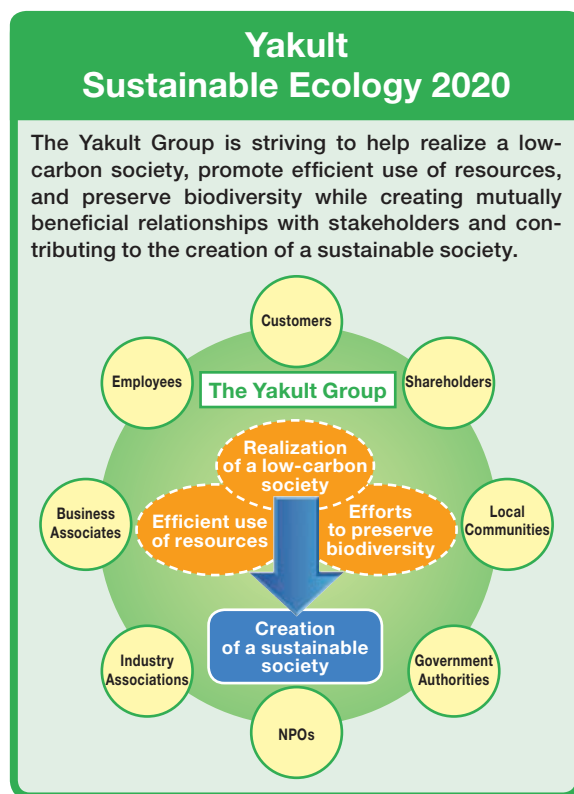 Yakult
Sustainable Ecology 2020
The Yakult Group is striving to help realize a low-
carbon society, promote efficient use of resources,
and preserve biodiversity while creating mutually
beneficial relationships with stakeholders and con-
tributing to the creation of a sustainable society.
Customers
Employees
Shareholders
The Yakult Group
Realization
of a low-carbon
society
Business
Associates
Efficient use
of resources
Efforts
to preserve
biodiversity
Local
Communities
Creation
of a sustainable
society
Industry
Associations
Government
Authorities
NPOs